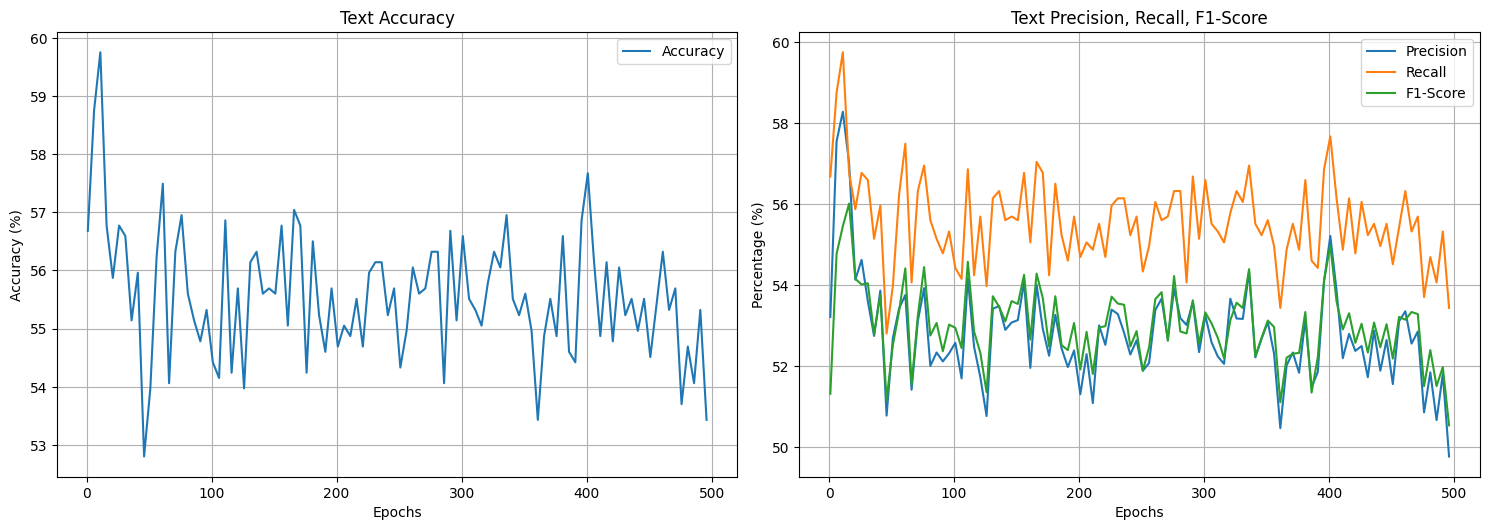 Text Accuracy
Accuracy
Accuracy (%)
60
59
58
57
56
55
54
53
0
100
200
300
400
500
Epochs
Text Precision, Recall, F1-Score
Precision
Recall
F1-Score
Percentage (%)
60
58
56
54
52
50
0
100
200
300
400
500
Epochs